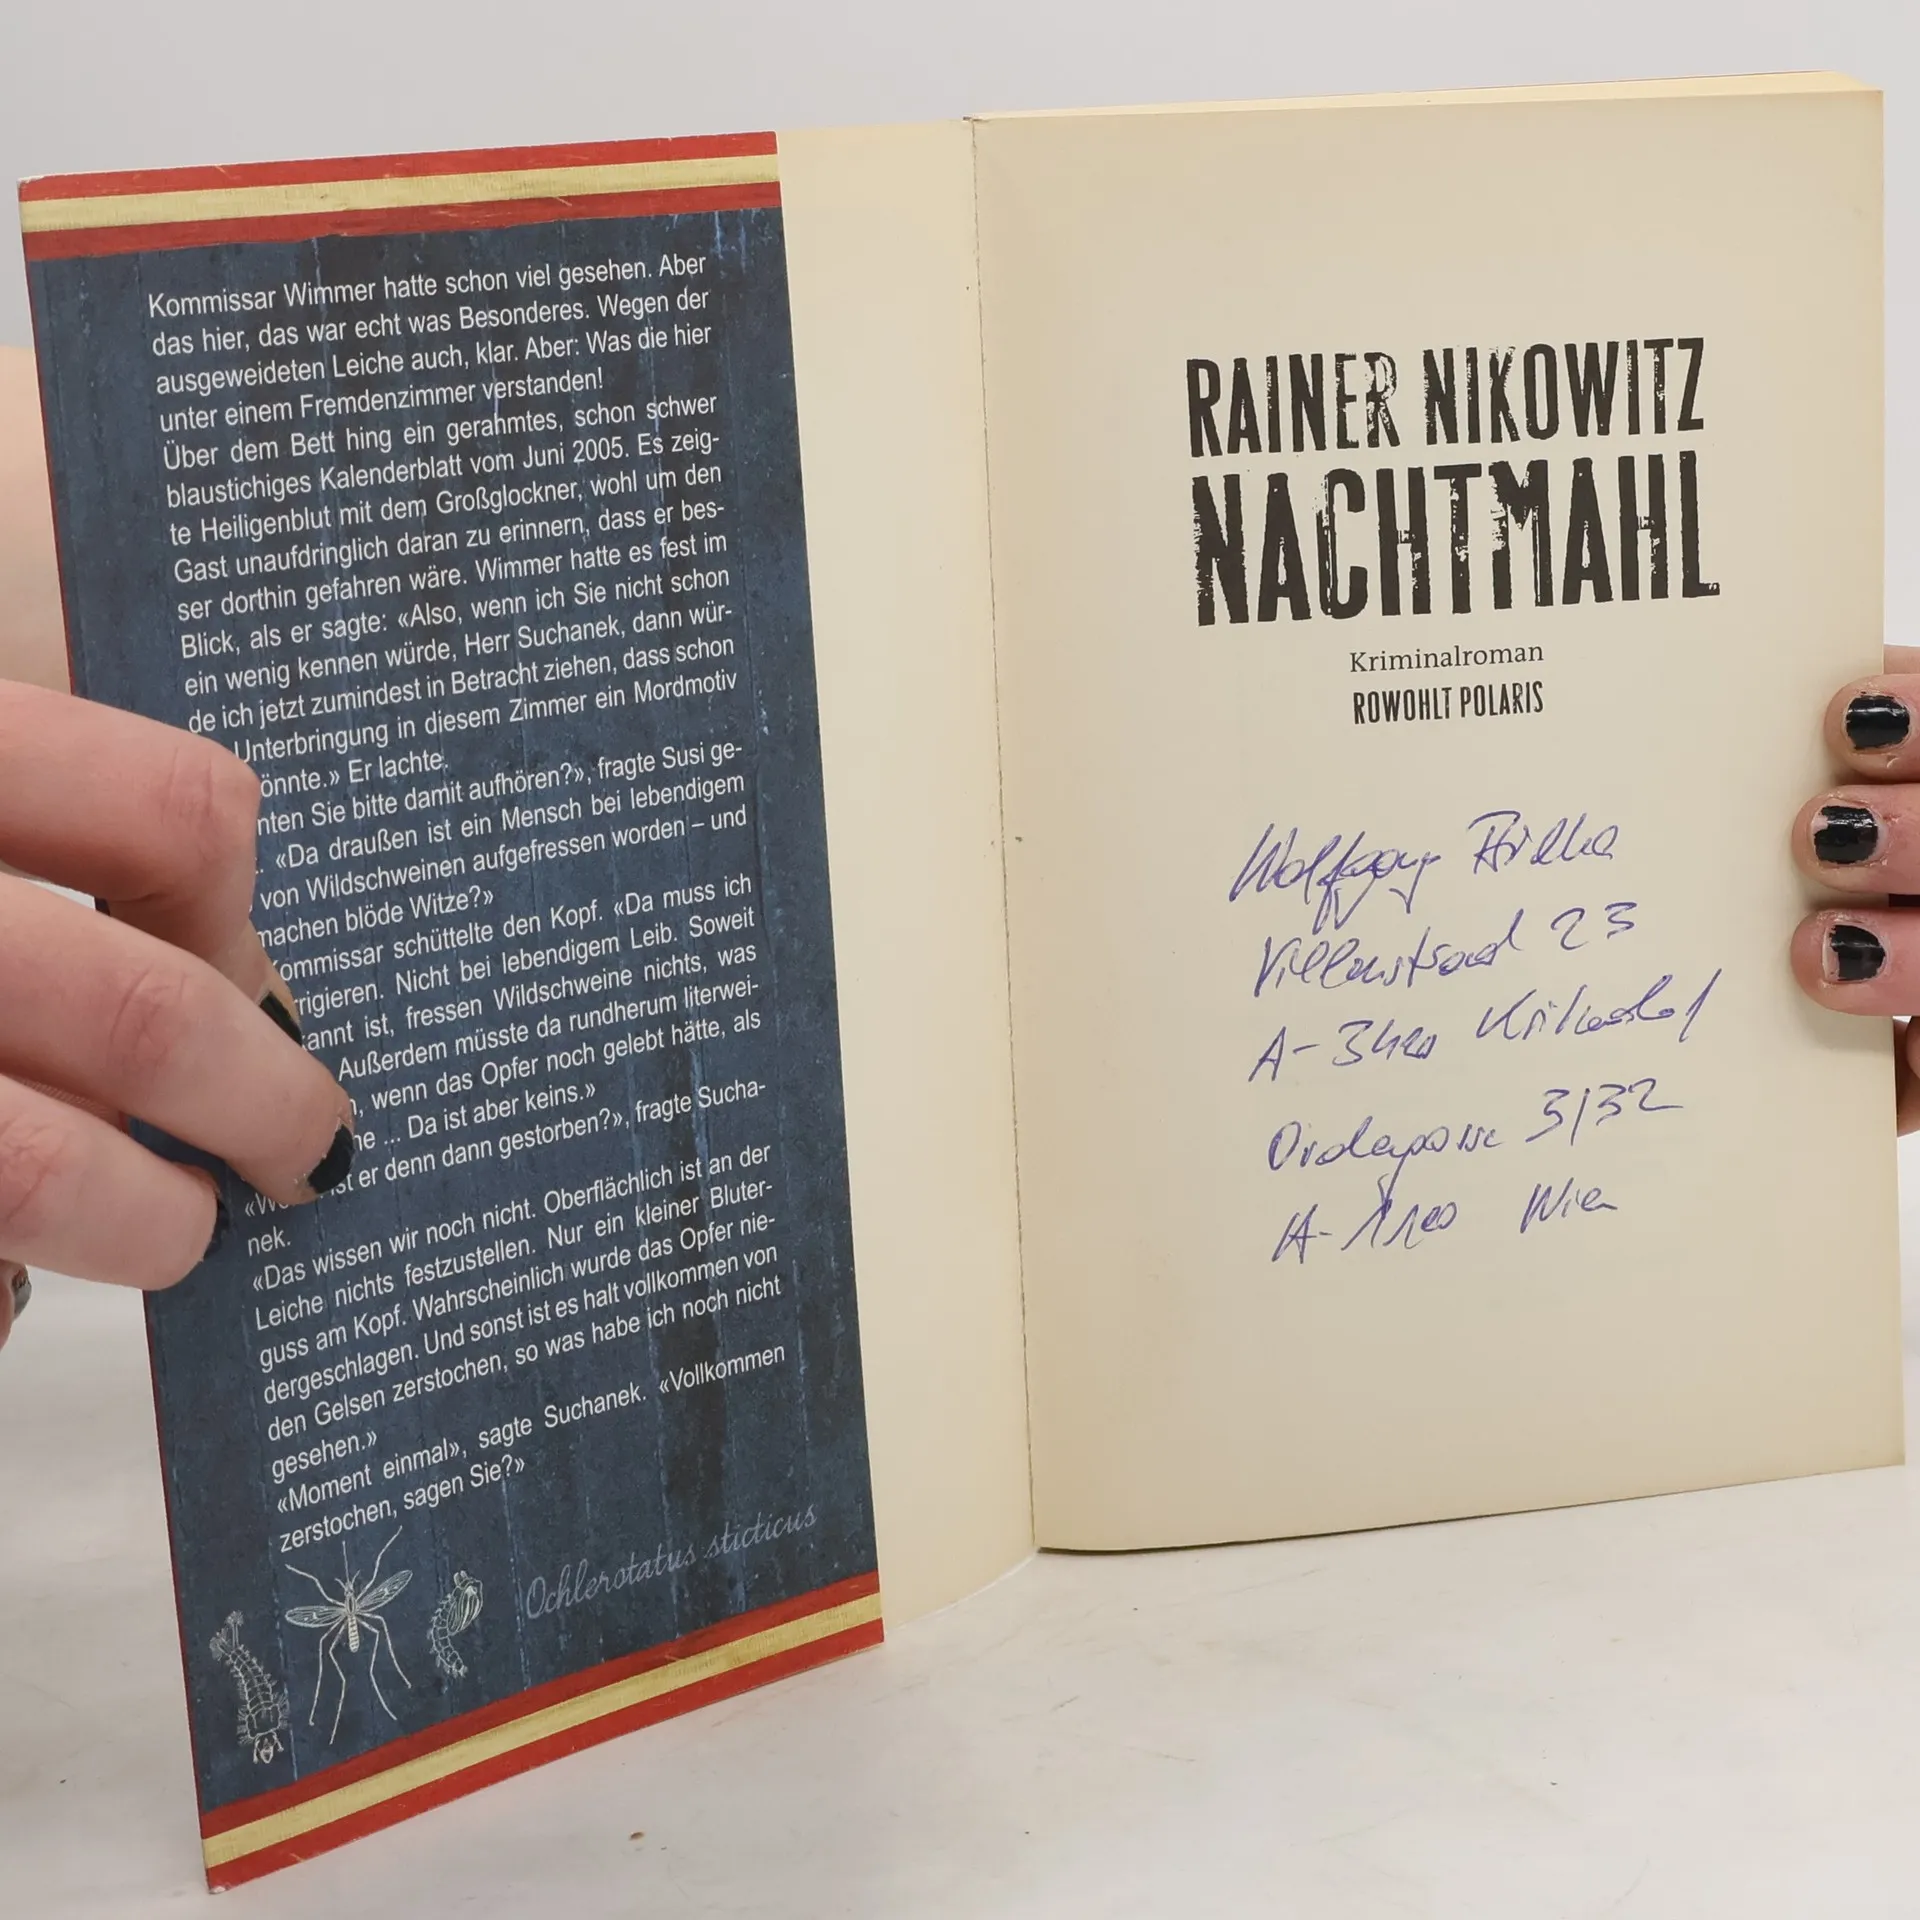 Kommissar Wimmer hatte schon viel gesehen. Aber
das hier, das war echt was Besonderes. Wegen der
ausgeweideten Leiche auch, klar. Aber: Was die hier
unter einem Fremdenzimmer verstanden!
Über dem Bett hing ein gerahmtes, schon schwer
blaustichiges Kalenderblatt vom Juni 2005. Es zeig-
te Heiligenblut mit dem Großglockner, wohl um den
Gast unaufdringlich daran zu erinnern, dass er bes-
ser dorthin gefahren wäre. Wimmer hatte es fest im
Blick, als er sagte: «Also, wenn ich Sie nicht schon
ein wenig kennen würde, Herr Suchanek, dann wür-
de ich jetzt zumindest in Betracht ziehen, dass schon
Unterbringung in diesem Zimmer ein Mordmotiv
önnte.» Er lachte.
nten Sie bitte damit aufhören?», fragte Susi ge-
«Da draußen ist ein Mensch bei lebendigem
von Wildschweinen aufgefressen worden – und
machen blöde Witze?»
ommissar schüttelte den Kopf. «Da muss ich
rrigieren. Nicht bei lebendigem Leib. Soweit
annt ist, fressen Wildschweine nichts, was
Außerdem müsste da rundherum literwei-
, wenn das Opfer noch gelebt hätte, als
ne ... Da ist aber keins.»
ist er denn dann gestorben?», fragte Sucha-
nek.
«Das wissen wir noch nicht. Oberflächlich ist an der
Leiche nichts festzustellen. Nur ein kleiner Bluter-
guss am Kopf. Wahrscheinlich wurde das Opfer nie-
dergeschlagen. Und sonst ist es halt vollkommen von
den Gelsen zerstochen, so was habe ich noch nicht
gesehen.»
«Moment einmal», sagte Suchanek. «Vollkommen
zerstochen, sagen Sie?»
Ochlerotatus sticticus
RAINER NIKOWITZ
NACHTMAHL
Kriminalroman
ROWOHLT POLARIS
Wolfgang
23
A-3420
3/32
A-1100 Wien